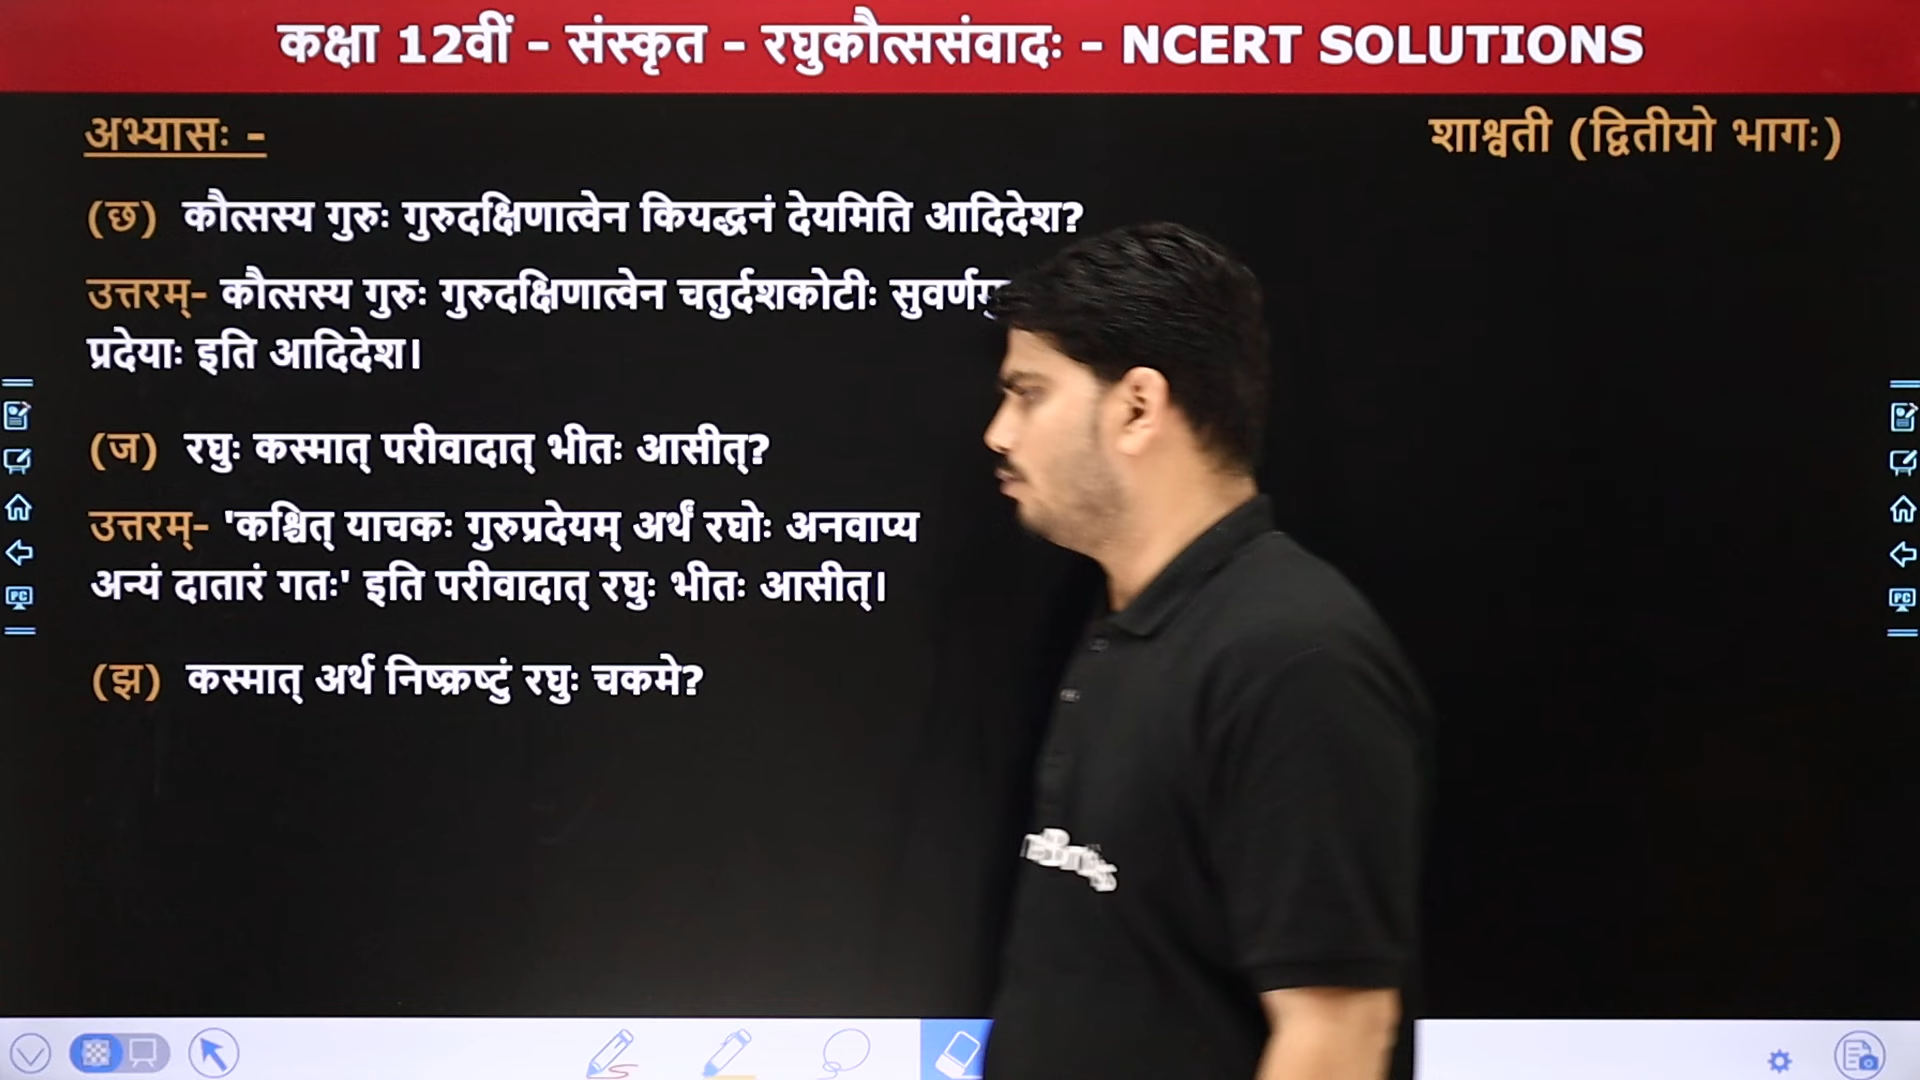 कक्षा 12वीं - संस्कृत - रघुकौत्ससंवादः - NCERT SOLUTIONS
अभ्यासः -
शाश्वती (द्वितीयो भागः)
(छ) कौत्सस्य गुरुः गुरुदक्षिणात्वेन कियद्धनं देयमिति आदिदेश?
उत्तरम्- कौत्सस्य गुरुः गुरुदक्षिणात्वेन चतुर्दशकोटीः
प्रदेयाः इति आदिदेश।
(ज) रघुः कस्मात् परीवादात् भीतः आसीत्?
उत्तरम्- 'कश्चित् याचकः गुरुप्रदेयम् अर्थं रघोः अनवाप्य
अन्यं दातारं गतः' इति परीवादात् रघुः भीतः आसीत्।
(झ) कस्मात् अर्थ निष्क्रष्टुं रघुः चकमे?
PC
PC